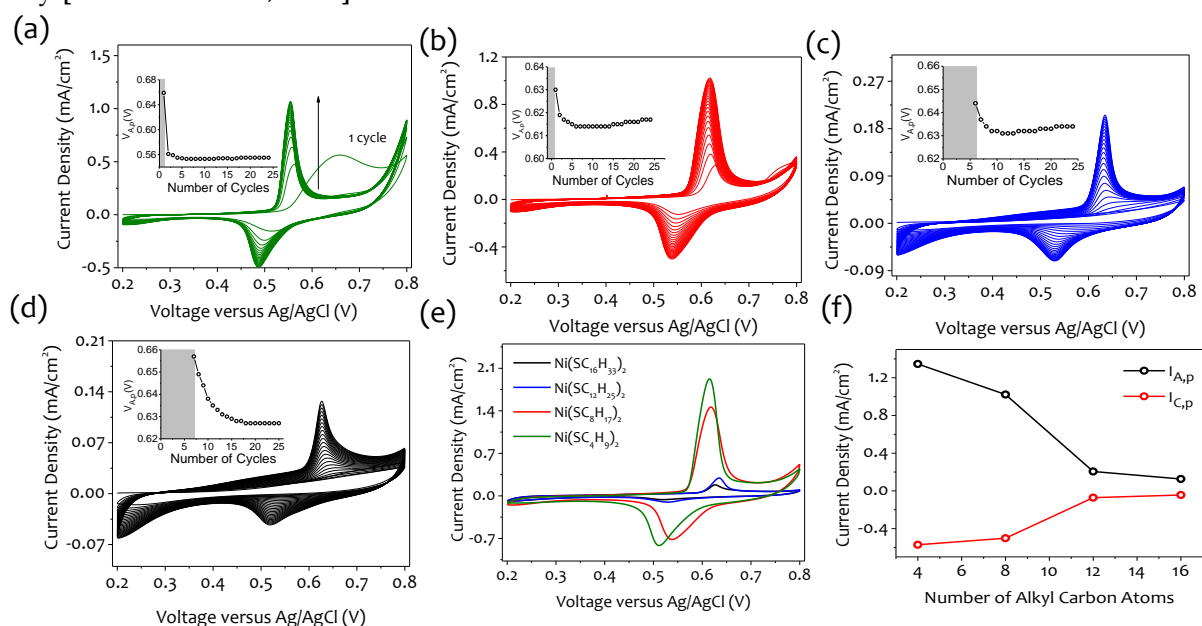 (a)
1.5
1.0
0.5
0.0
-0.5
Current Density (mA/cm²)
0.68
0.64
0.60
0.56
V_A,p(V)
0 5 10 15 20 25
Number of Cycles
1 cycle
0.2 0.3 0.4 0.5 0.6 0.7 0.8
Voltage versus Ag/AgCl (V)
(b)
1.2
0.8
0.4
0.0
-0.4
Current Density (mA/cm²)
0.64
0.63
0.62
0.61
0.60
V_A,p(V)
0 5 10 15 20 25
Number of Cycles
0.2 0.3 0.4 0.5 0.6 0.7 0.8
Voltage versus Ag/AgCl (V)
(c)
0.27
0.18
0.09
0.00
-0.09
Current Density (mA/cm²)
0.66
0.65
0.64
0.63
0.62
V_A,p(V)
0 5 10 15 20 25
Number of Cycles
0.2 0.3 0.4 0.5 0.6 0.7 0.8
Voltage versus Ag/AgCl (V)
(d)
0.21
0.14
0.07
0.00
-0.07
Current Density (mA/cm²)
0.66
0.65
0.64
0.63
0.62
V_A,p(V)
0 5 10 15 20 25
Number of Cycles
0.2 0.3 0.4 0.5 0.6 0.7 0.8
Voltage versus Ag/AgCl (V)
(e)
2.1
1.4
0.7
0.0
-0.7
Current Density (mA/cm²)
Ni(SC₁₆H₃₃)₂
Ni(SC₁₂H₂₅)₂
Ni(SC₈H₁₇)₂
Ni(SC₄H₉)₂
0.2 0.3 0.4 0.5 0.6 0.7 0.8
Voltage versus Ag/AgCl (V)
(f)
1.2
0.8
0.4
0.0
-0.4
Current Density (mA/cm²)
I_A,p
I_C,p
4 6 8 10 12 14 16
Number of Alkyl Carbon Atoms